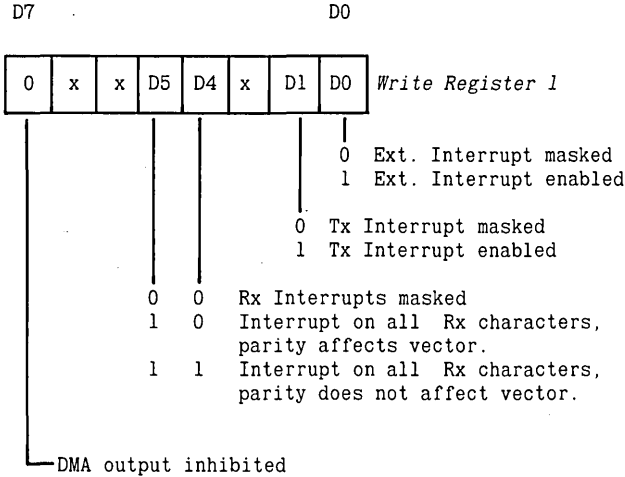 D7 D0
0 x x D5 D4 x D1 D0 Write Register 1
0 Ext. Interrupt masked
1 Ext. Interrupt enabled
0 Tx Interrupt masked
1 Tx Interrupt enabled
0 0 Rx Interrupts masked
1 0 Interrupt on all Rx characters,
parity affects vector.
1 1 Interrupt on all Rx characters,
parity does not affect vector.
DMA output inhibited